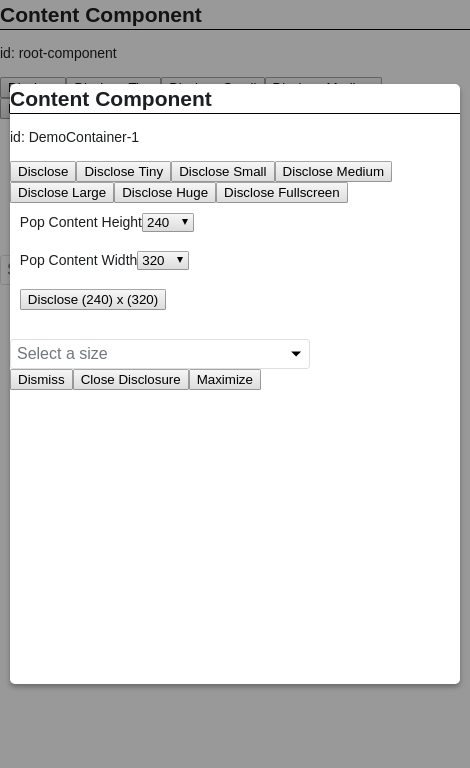 Content Component
id: root-component
Content Component
id: DemoContainer-1
Disclose Disclose Tiny Disclose Small Disclose Medium
Disclose Large Disclose Huge Disclose Fullscreen
Pop Content Height 240
Pop Content Width 320
Disclose (240) x (320)
Select a size
Dismiss Close Disclosure Maximize